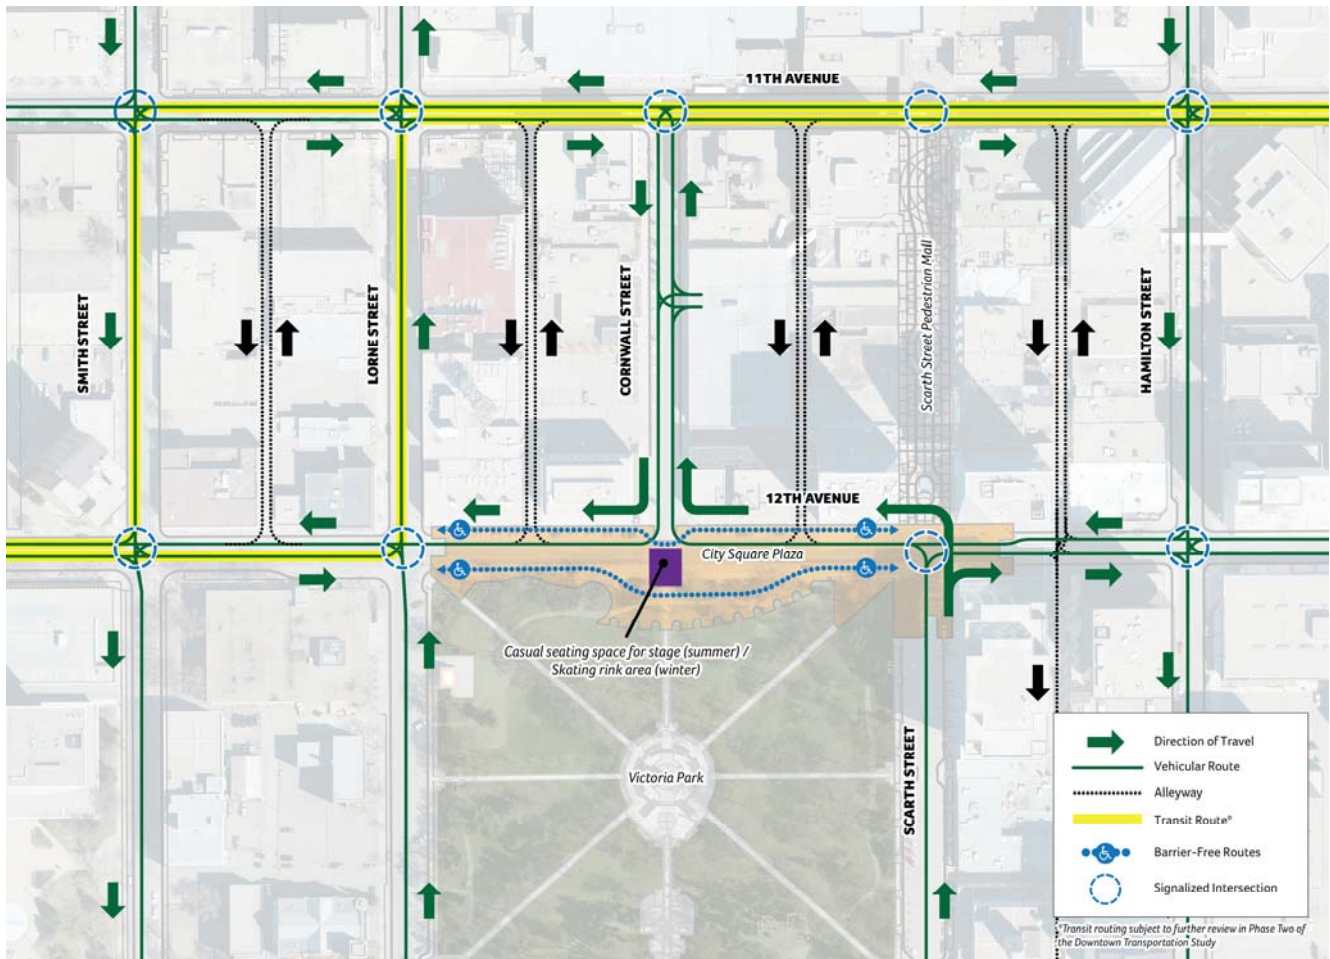 11TH AVENUE
SMITH STREET
LORNE STREET
CORNWALL STREET
Scarth Street Pedestrian Mall
HAMILTON STREET
12TH AVENUE
City Square Plaza
Casual seating space for stage (summer) /
Skating rink area (winter)
Victoria Park
SCARTH STREET
Direction of Travel
Vehicular Route
Alleyway
Transit Route*
Barrier-Free Routes
Signalized Intersection
*Transit routing subject to further review in Phase Two of
the Downtown Transportation Study